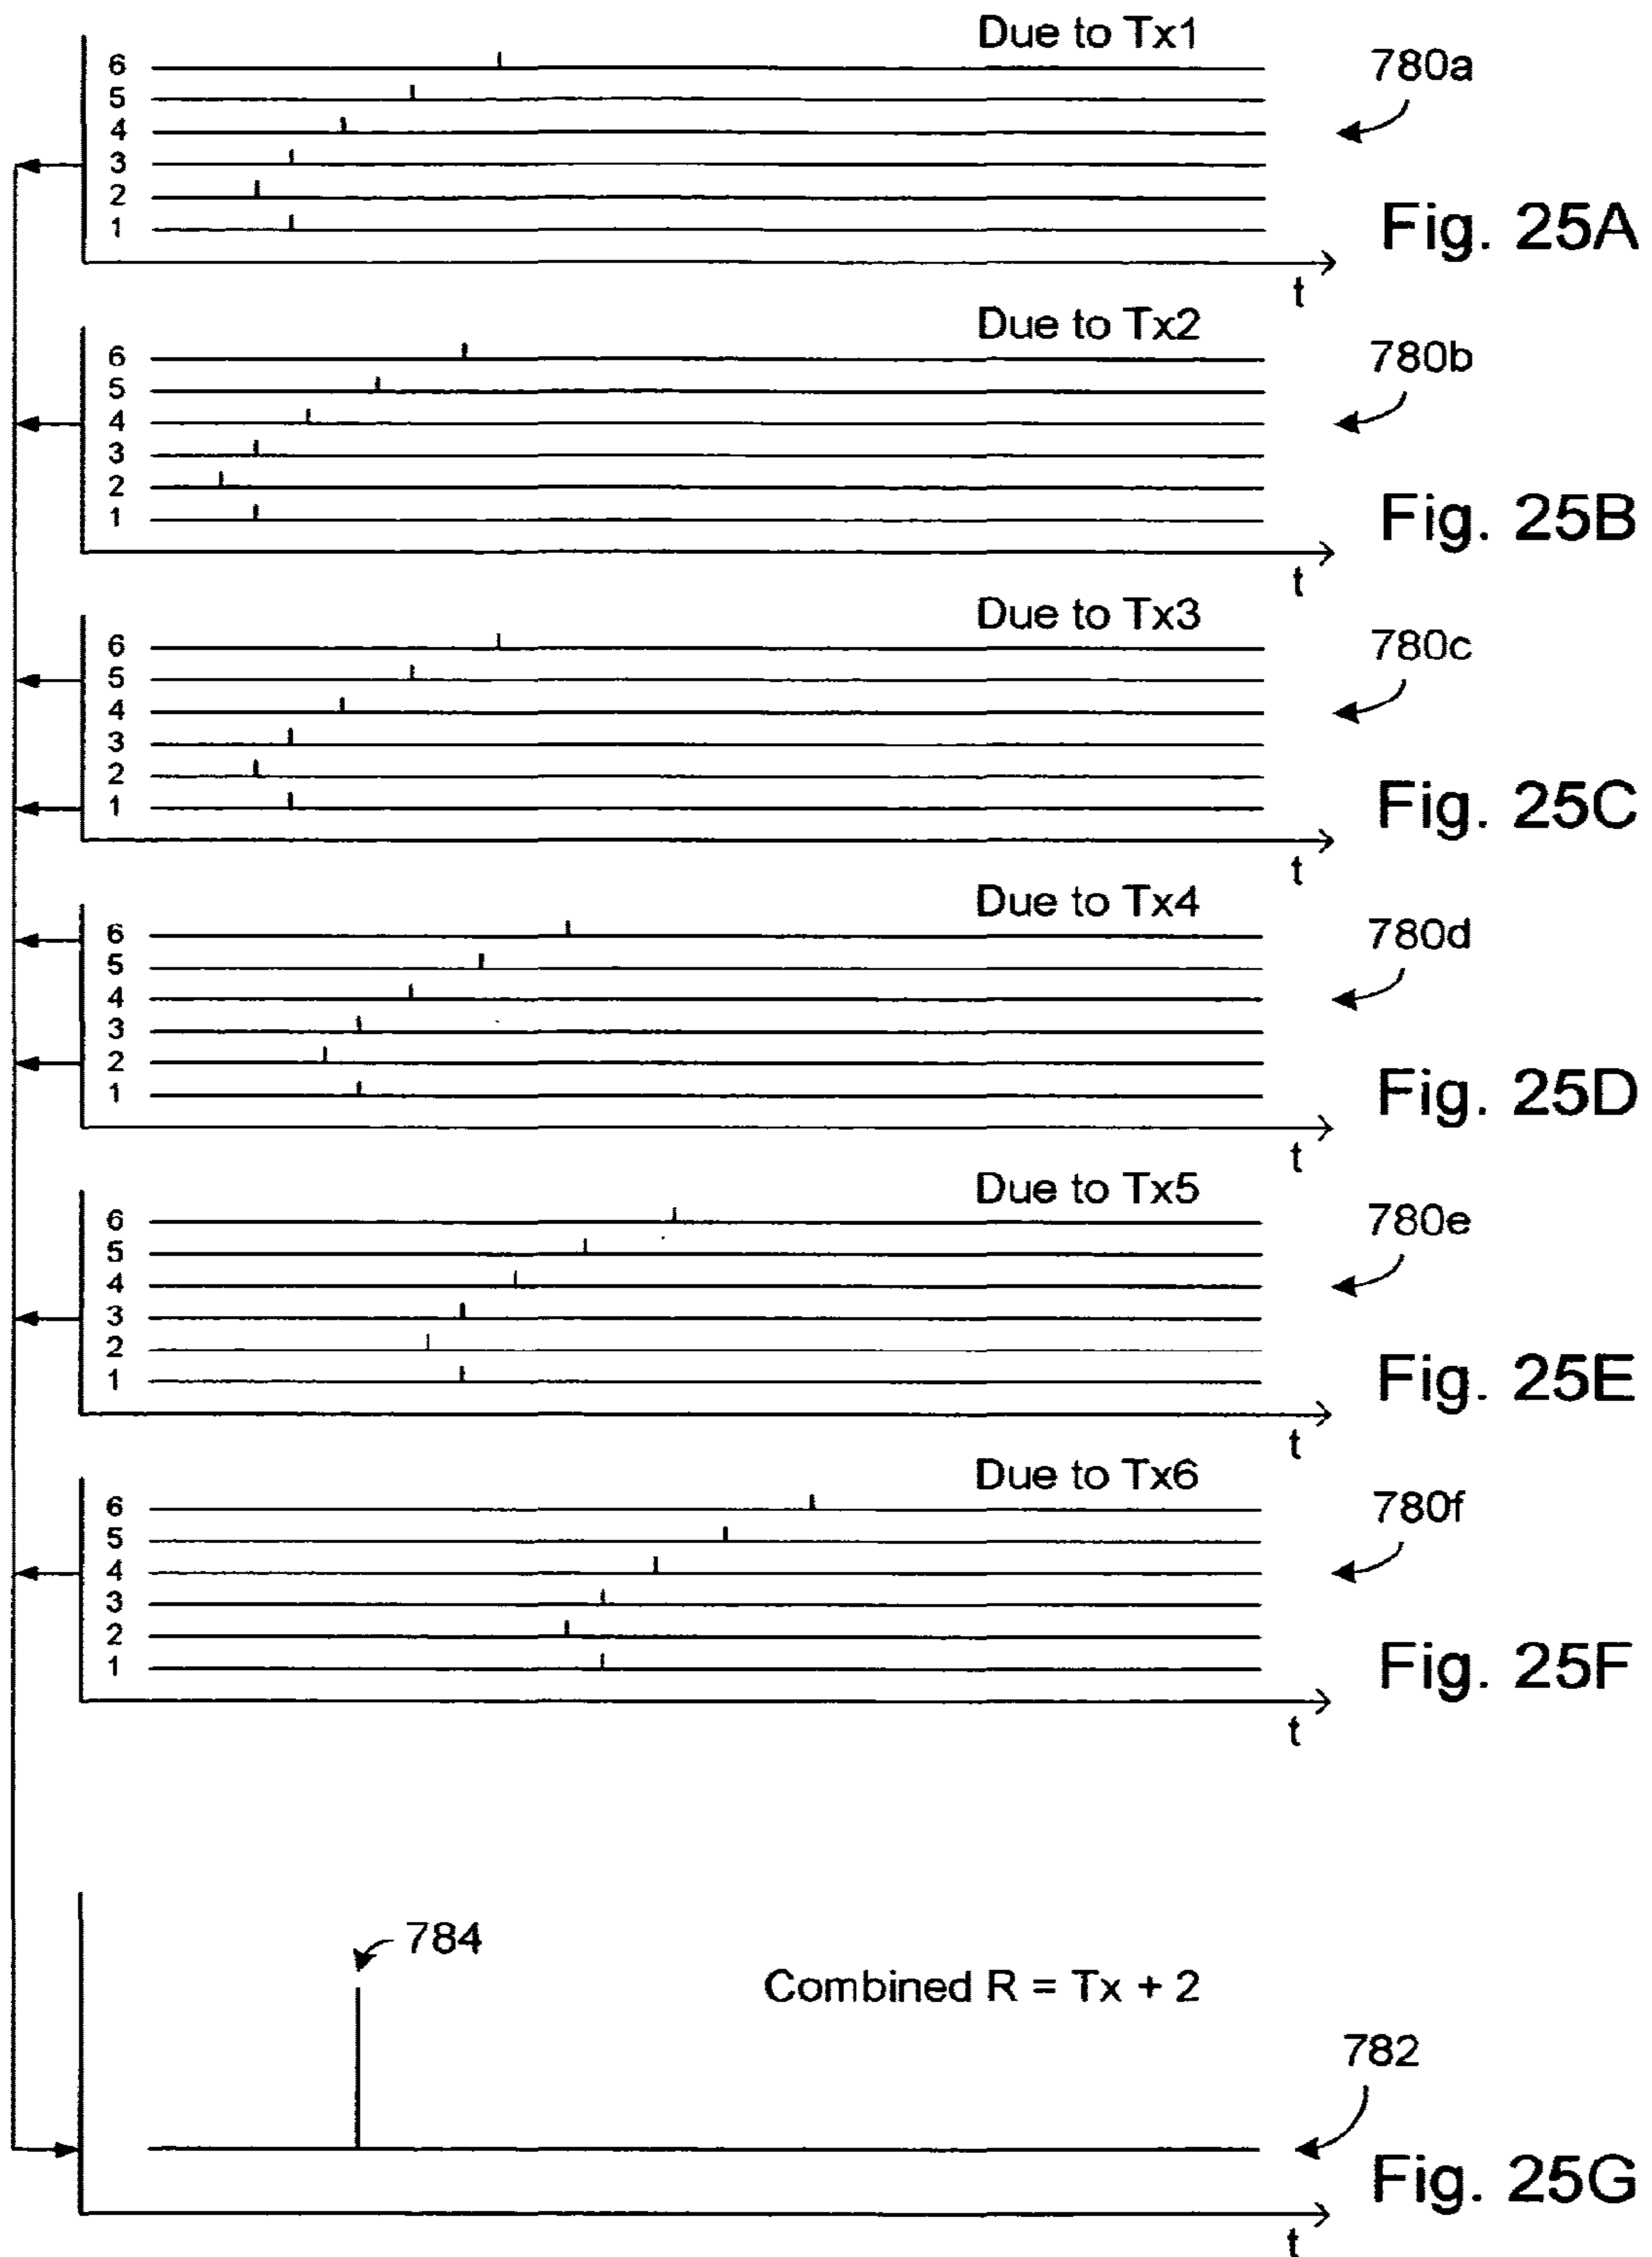 Due to Tx1
6
5
4
3
2
1
780a
Fig. 25A
t
Due to Tx2
6
5
4
3
2
1
780b
Fig. 25B
t
Due to Tx3
6
5
4
3
2
1
780c
Fig. 25C
t
Due to Tx4
6
5
4
3
2
1
780d
Fig. 25D
t
Due to Tx5
6
5
4
3
2
1
780e
Fig. 25E
t
Due to Tx6
6
5
4
3
2
1
780f
Fig. 25F
t
784
Combined R = Tx + 2
782
Fig. 25G
t